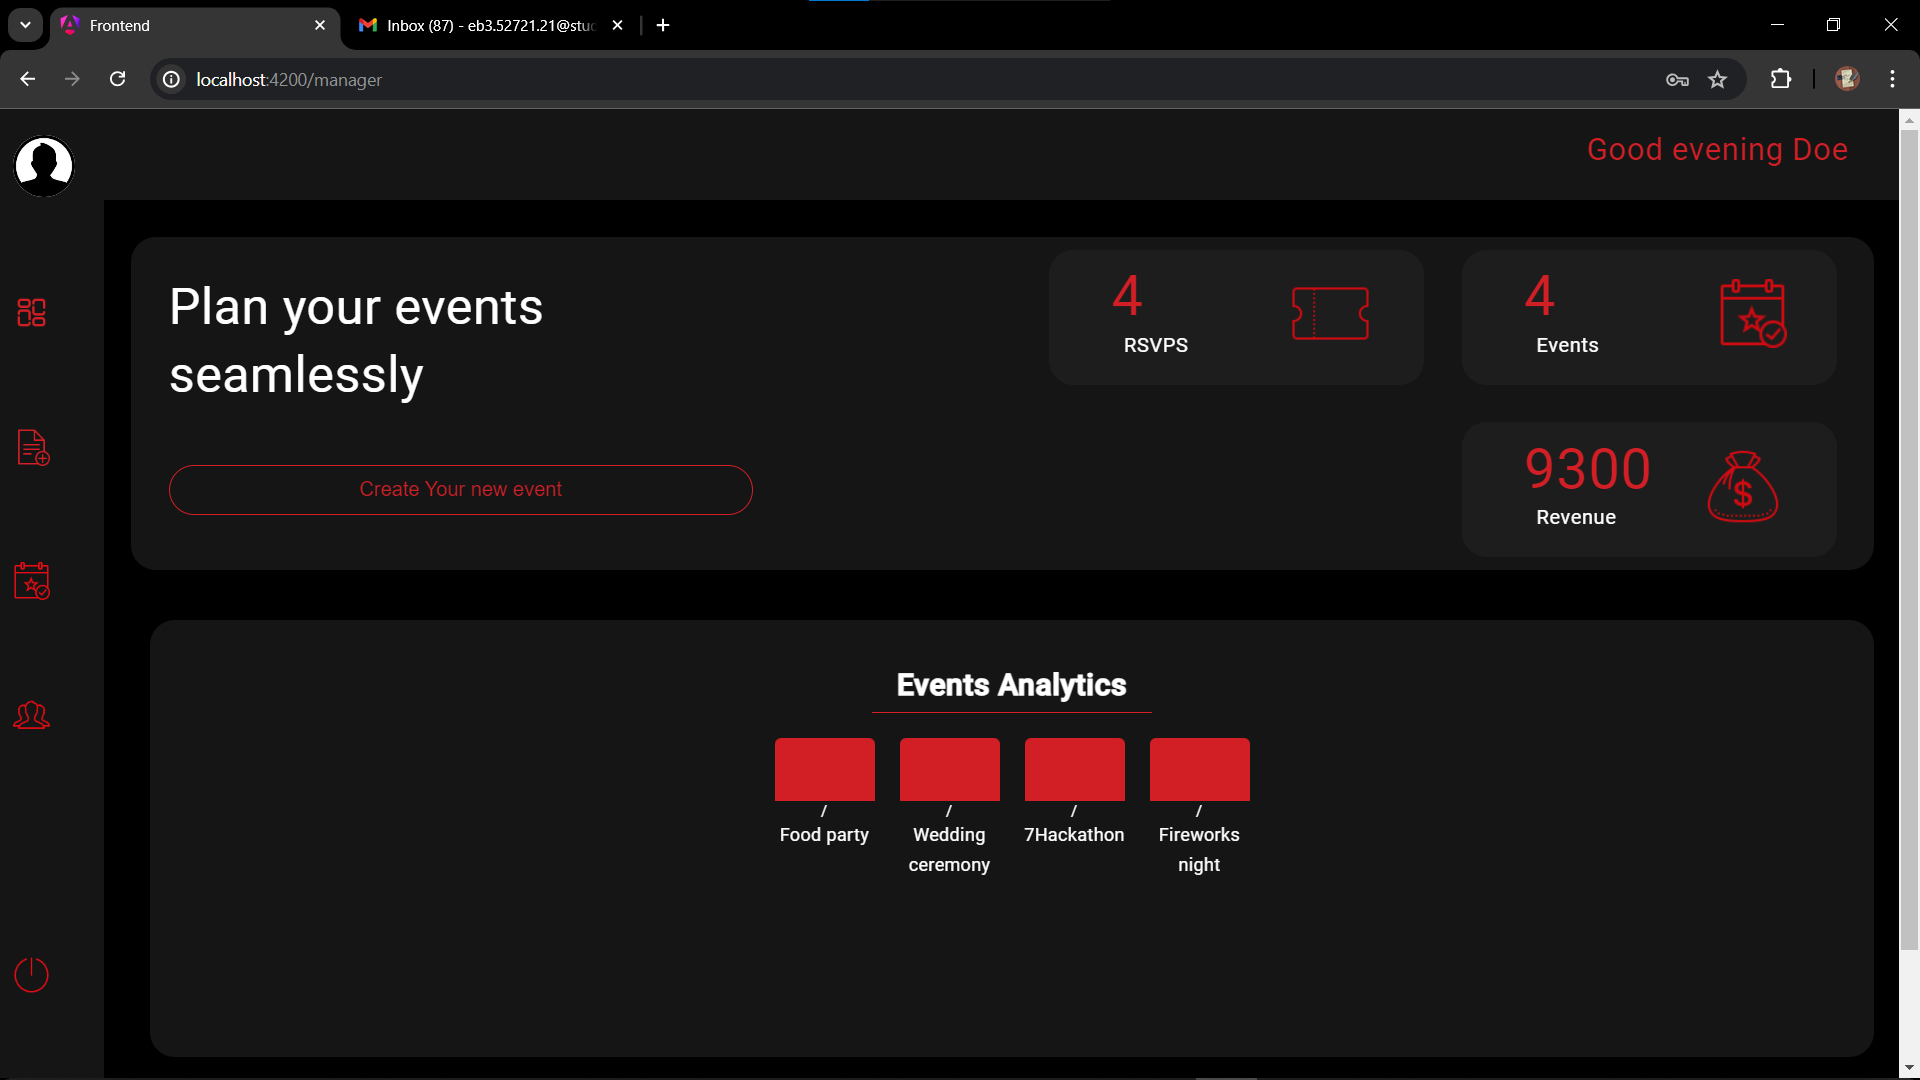 Frontend
Inbox (87) - eb3.52721.21@stud
localhost:4200/manager
Good evening Doe
Plan your events
seamlessly
Create Your new event
4
RSVPS
4
Events
9300
Revenue
$
Events Analytics
/
Food party
/
Wedding
ceremony
/
7Hackathon
/
Fireworks
night